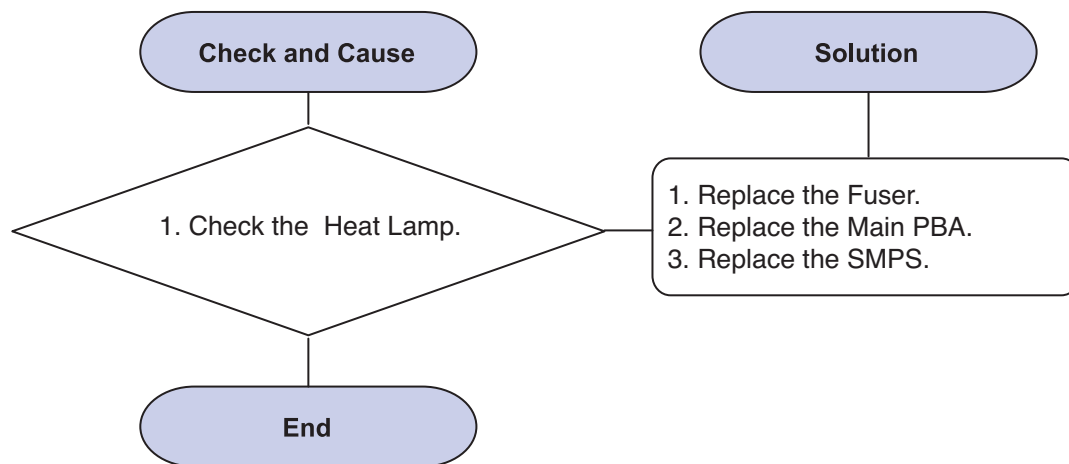 Check and Cause
Solution
1. Check the  Heat Lamp.
1. Replace the Fuser.
2. Replace the Main PBA.
3. Replace the SMPS.
End